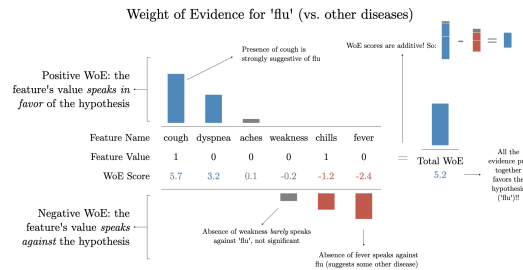 Weight of Evidence for 'flu' (vs. other diseases)
WoE scores are additive! So:
-
=
Presence of cough is
strongly suggestive of flu
Positive WoE: the
feature's value speaks in
favor of the hypothesis
Feature Name cough dyspnea aches weakness chills fever
Feature Value 1 0 0 0 1 0
WoE Score 5.7 3.2 0.1 -0.2 -1.2 -2.4
=
Total WoE
5.2
All the
evidence
together
favors the
hypothesis
('flu')!!
Negative WoE: the
feature's value speaks
against the hypothesis
Absence of weakness barely speaks
against 'flu', not significant
Absence of fever speaks against
flu (suggests some other disease)